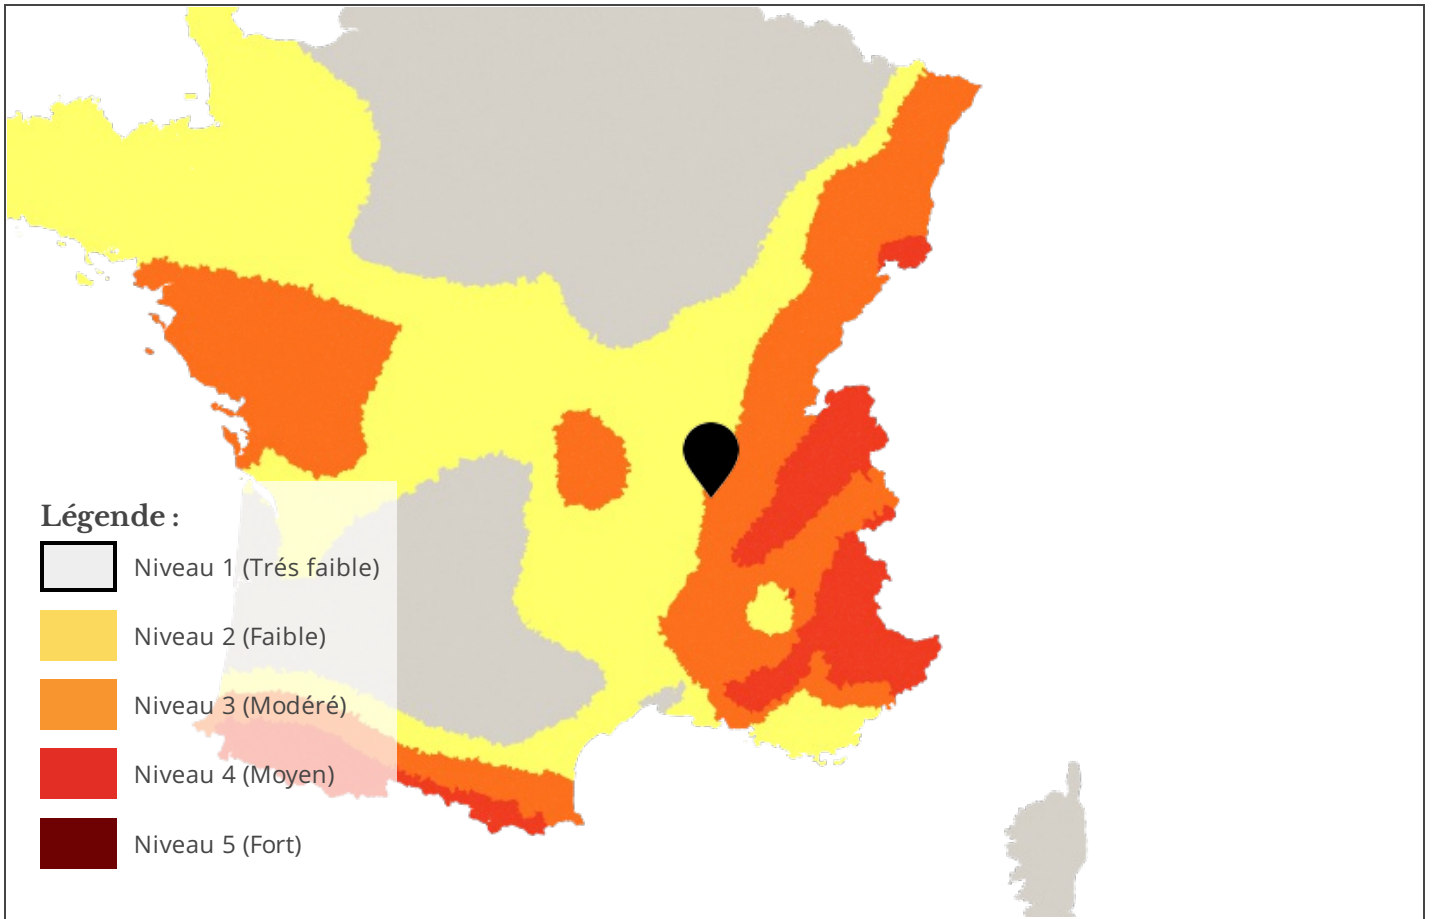 Légende :
Niveau 1 (Trés faible)
Niveau 2 (Faible)
Niveau 3 (Modéré)
Niveau 4 (Moyen)
Niveau 5 (Fort)